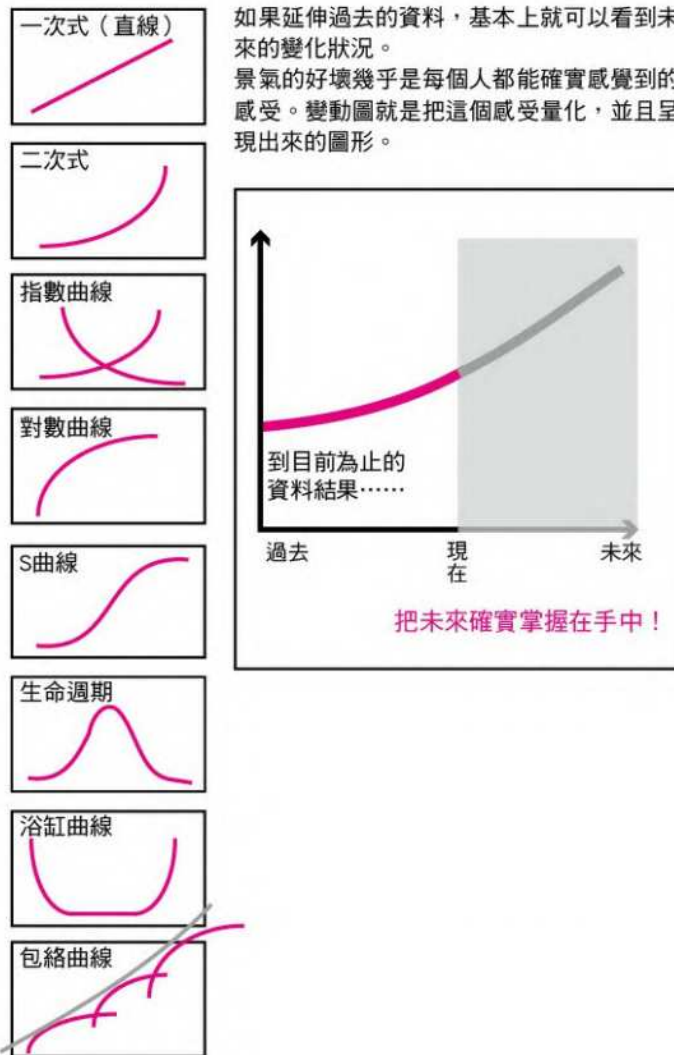 一次式（直線）
二次式
指數曲線
對數曲線
S曲線
生命週期
浴缸曲線
包絡曲線
如果延伸過去的資料，基本上就可以看到未
來的變化狀況。
景氣的好壞幾乎是每個人都能確實感覺到的
感受。變動圖就是把這個感受量化，並且呈
現出來的圖形。
到目前為止的
資料結果……
過去
現
在
未來
把未來確實掌握在手中！